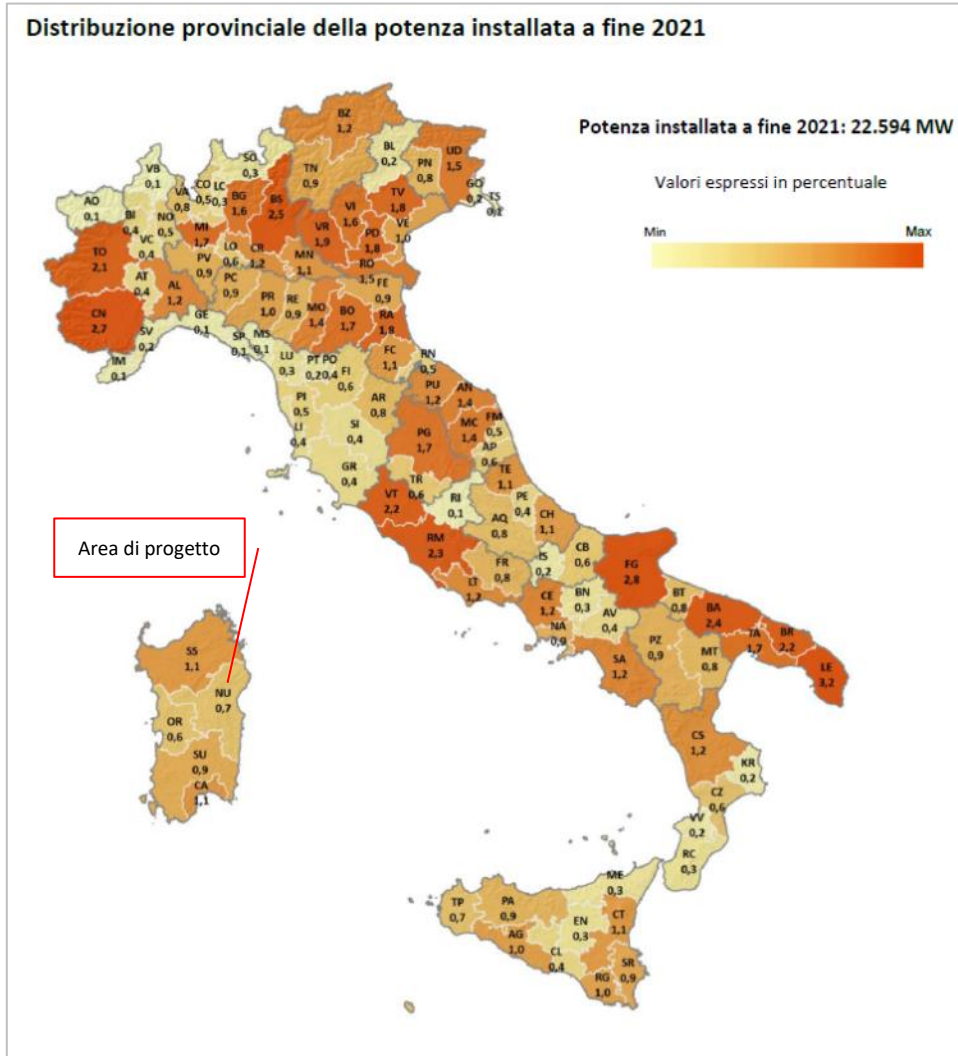 Distribuzione provinciale della potenza installata a fine 2021
Potenza installata a fine 2021: 22.594 MW
Valori espressi in percentuale
Min
Max
BZ
1,2
SO
0,3
TN
0,9
BL
0,2
PN
0,8
UD
1,5
GO
0,2
TS
0,1
VB
0,1
AO
0,1
BI
0,4
NO
0,5
VA
0,8
CO
0,5
LC
0,3
BG
1,6
BS
2,5
VR
1,9
VI
1,6
TV
1,8
PD
1,8
VE
1,0
RO
1,5
TO
2,1
VC
0,4
MI
1,7
LO
0,6
CR
1,2
MN
1,1
PV
0,9
PC
0,9
AT
0,4
AL
1,2
CN
2,7
SV
0,2
IM
0,1
GE
0,1
SP
0,1
MS
0,1
PR
1,0
RE
0,9
MO
1,4
BO
1,7
FE
0,9
RA
1,8
FC
1,1
RN
0,5
LU
0,3
PT
0,2
PO
0,4
FI
0,6
PI
0,5
LI
0,4
SI
0,4
AR
0,8
GR
0,4
PU
1,2
AN
1,4
MC
1,4
FM
0,5
AP
0,6
PG
1,7
TR
0,6
TE
1,1
VT
2,2
RI
0,1
RM
2,3
AQ
0,8
PE
0,4
CH
1,1
FR
0,8
LT
1,2
IS
0,2
CB
0,6
FG
2,8
BT
0,8
BA
2,4
TA
1,7
BR
2,2
LE
3,2
CE
1,2
BN
0,3
AV
0,4
NA
0,9
SA
1,2
PZ
0,9
MT
0,8
CS
1,2
KR
0,2
CZ
0,6
VV
0,2
RC
0,3
Area di progetto
SS
1,1
NU
0,7
OR
0,6
SU
0,9
CA
1,1
ME
0,3
TP
0,7
PA
0,9
EN
0,3
CT
1,1
AG
1,0
CL
0,4
SR
0,9
RG
1,0